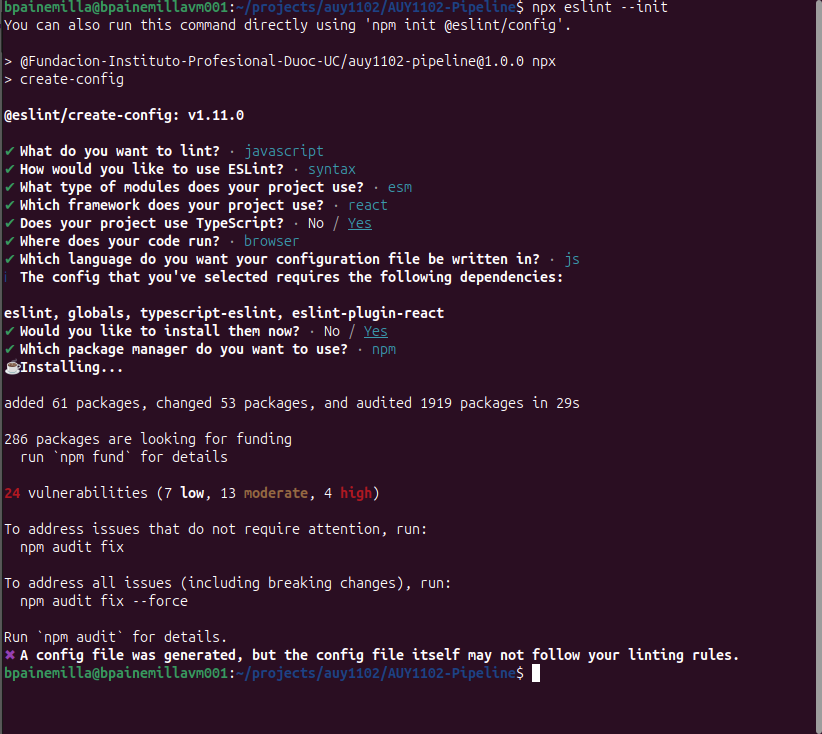 bpainemilla@bpainemillavm001:~/projects/auy1102/AUY1102-Pipeline$ npx eslint --init
You can also run this command directly using 'npm init @eslint/config'.
> @Fundacion-Instituto-Profesional-Duoc-UC/auy1102-pipeline@1.0.0 npx
> create-config
@eslint/create-config: v1.11.0
✔ What do you want to lint? · javascript
✔ How would you like to use ESLint? · syntax
✔ What type of modules does your project use? · esm
✔ Which framework does your project use? · react
✔ Does your project use TypeScript? · No / Yes
✔ Where does your code run? · browser
✔ Which language do you want your configuration file be written in? · js
ℹ The config that you've selected requires the following dependencies:
eslint, globals, typescript-eslint, eslint-plugin-react
✔ Would you like to install them now? · No / Yes
✔ Which package manager do you want to use? · npm
☕Installing...
added 61 packages, changed 53 packages, and audited 1919 packages in 29s
286 packages are looking for funding
run `npm fund` for details
24 vulnerabilities (7 low, 13 moderate, 4 high)
To address issues that do not require attention, run:
npm audit fix
To address all issues (including breaking changes), run:
npm audit fix --force
Run `npm audit` for details.
✖ A config file was generated, but the config file itself may not follow your linting rules.
bpainemilla@bpainemillavm001:~/projects/auy1102/AUY1102-Pipeline$